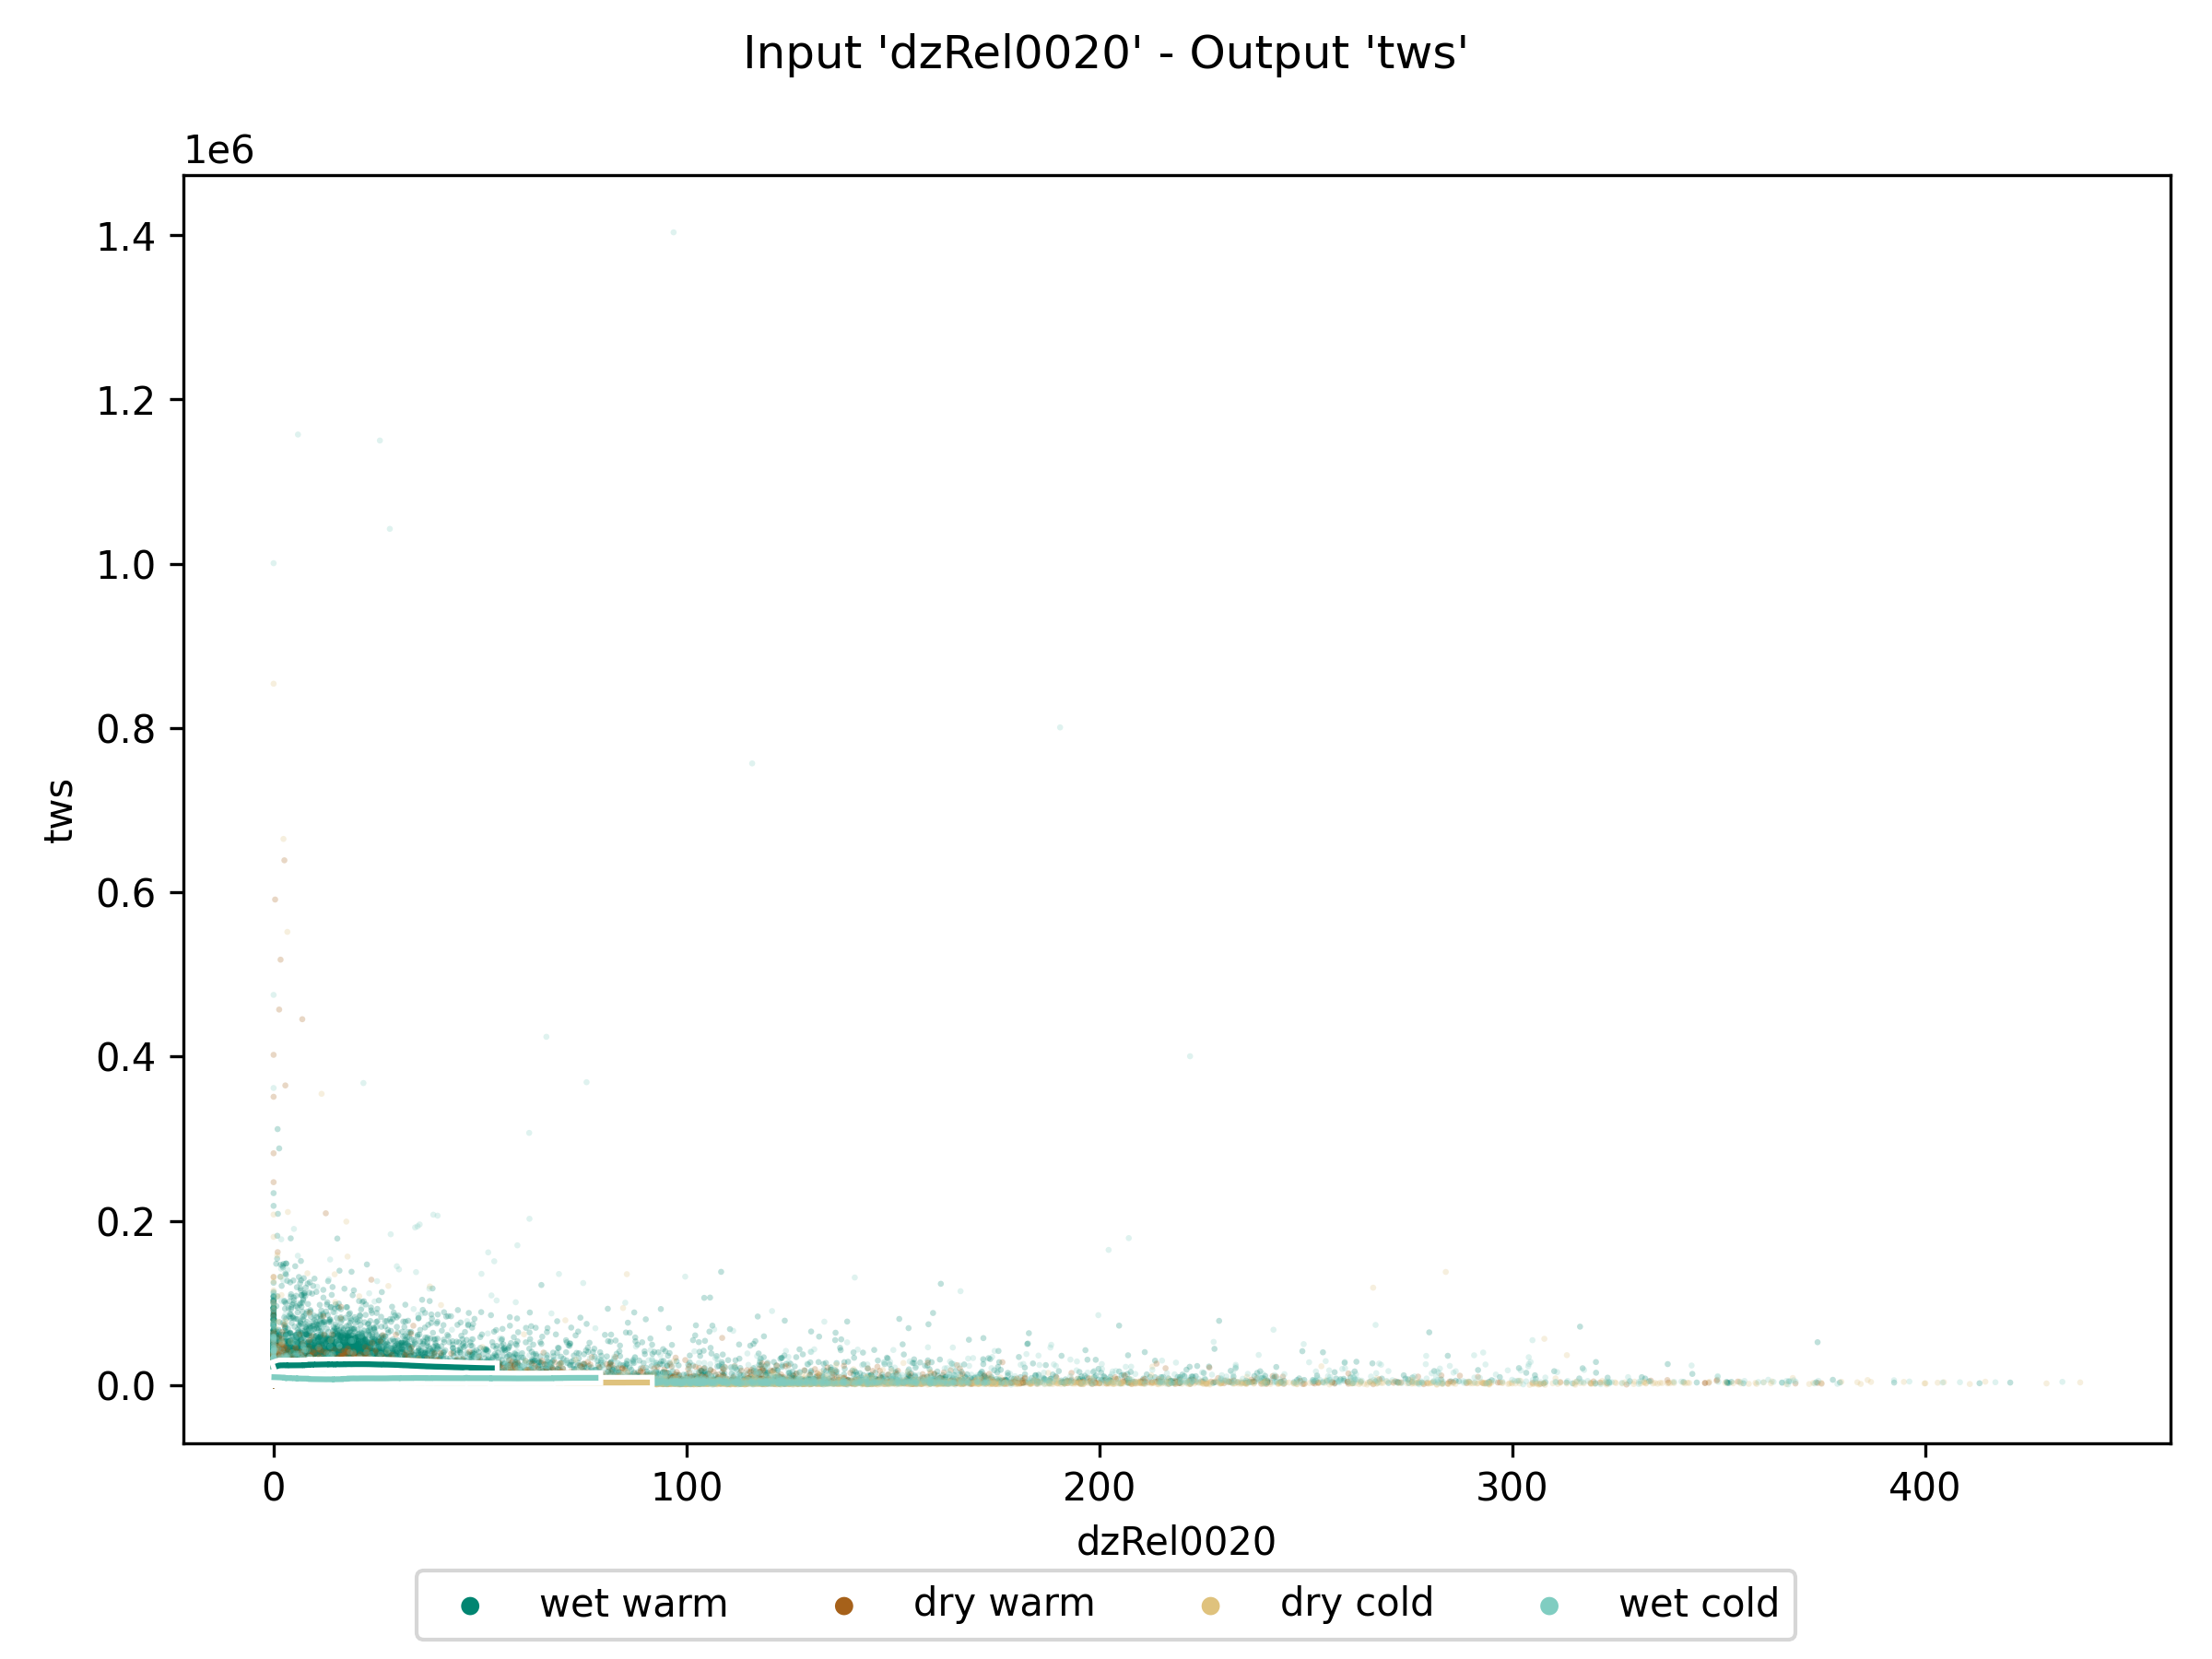 Input 'dzRel0020' - Output 'tws'
1e6
1.4
1.2
1.0
0.8
0.6
0.4
0.2
0.0
tws
0 100 200 300 400
dzRel0020
wet warm dry warm dry cold wet cold